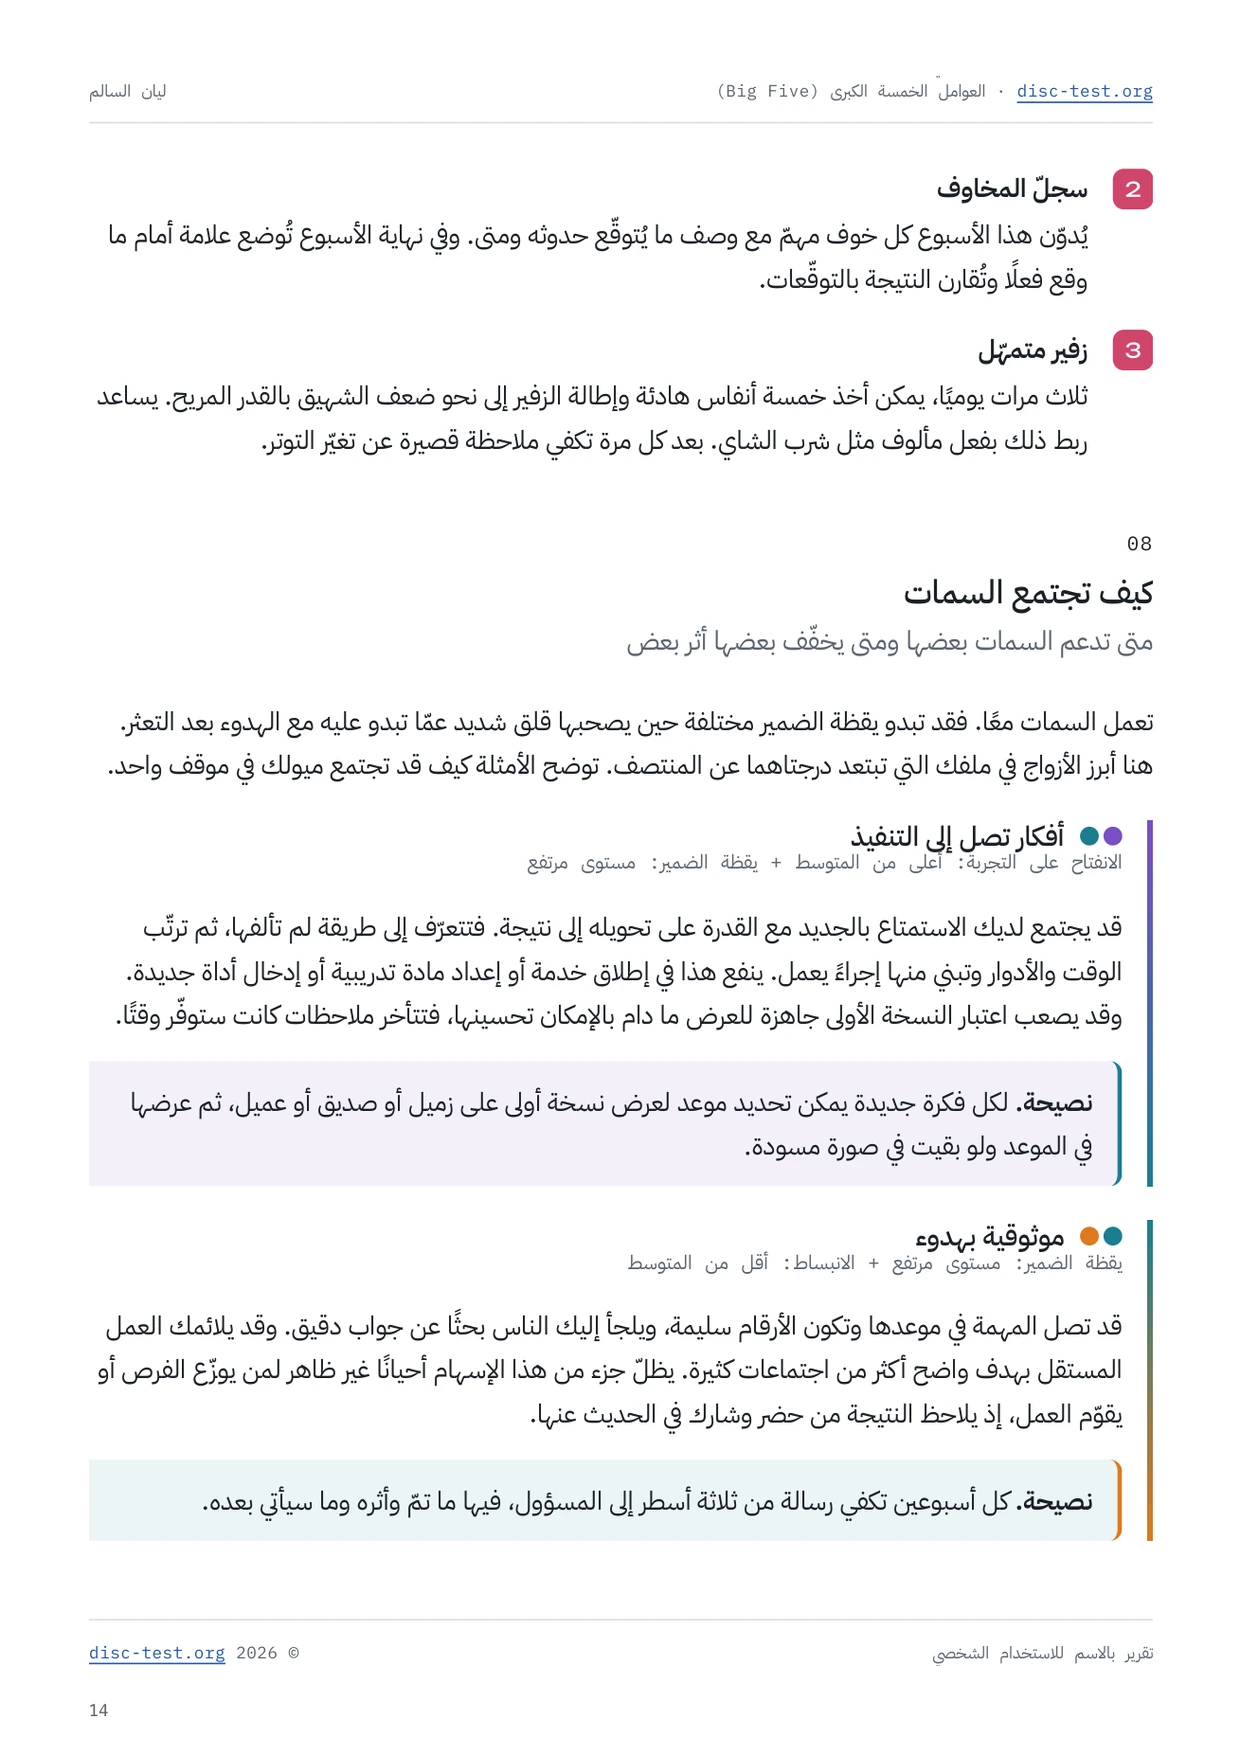 disc-test.org · العوامل الخمسة الكبرى (Big Five)
ليان السالم
2
سجلّ المخاوف
يُدوّن هذا الأسبوع كل خوف مهمّ مع وصف ما يُتوقّع حدوثه ومتى. وفي نهاية الأسبوع تُوضع علامة أمام ما
وقع فعلًا وتُقارن النتيجة بالتوقّعات.
3
زفير متمهّل
ثلاث مرات يوميًا، يمكن أخذ خمسة أنفاس هادئة وإطالة الزفير إلى نحو ضعف الشهيق بالقدر المريح. يساعد
ربط ذلك بفعل مألوف مثل شرب الشاي. بعد كل مرة تكفي ملاحظة قصيرة عن تغيّر التوتر.
08
كيف تجتمع السمات
متى تدعم السمات بعضها ومتى يخفّف بعضها أثر بعض
تعمل السمات معًا. فقد تبدو يقظة الضمير مختلفة حين يصحبها قلق شديد عمّا تبدو عليه مع الهدوء بعد التعثر.
هنا أبرز الأزواج في ملفك التي تبتعد درجتاهما عن المنتصف. توضح الأمثلة كيف قد تجتمع ميولك في موقف واحد.
أفكار تصل إلى التنفيذ
الانفتاح على التجربة: أعلى من المتوسط + يقظة الضمير: مستوى مرتفع
قد يجتمع لديك الاستمتاع بالجديد مع القدرة على تحويله إلى نتيجة. فتتعرّف إلى طريقة لم تألفها، ثم ترتّب
الوقت والأدوار وتبني منها إجراءً يعمل. ينفع هذا في إطلاق خدمة أو إعداد مادة تدريبية أو إدخال أداة جديدة.
وقد يصعب اعتبار النسخة الأولى جاهزة للعرض ما دام بالإمكان تحسينها، فتتأخر ملاحظات كانت ستوفّر وقتًا.
نصيحة. لكل فكرة جديدة يمكن تحديد موعد لعرض نسخة أولى على زميل أو صديق أو عميل، ثم عرضها
في الموعد ولو بقيت في صورة مسودة.
موثوقية بهدوء
يقظة الضمير: مستوى مرتفع + الانبساط: أقل من المتوسط
قد تصل المهمة في موعدها وتكون الأرقام سليمة، ويلجأ إليك الناس بحثًا عن جواب دقيق. وقد يلائمك العمل
المستقل بهدف واضح أكثر من اجتماعات كثيرة. يظلّ جزء من هذا الإسهام أحيانًا غير ظاهر لمن يوزّع الفرص أو
يقوّم العمل، إذ يلاحظ النتيجة من حضر وشارك في الحديث عنها.
نصيحة. كل أسبوعين تكفي رسالة من ثلاثة أسطر إلى المسؤول، فيها ما تمّ وأثره وما سيأتي بعده.
تقرير بالاسم للاستخدام الشخصي
© 2026 disc-test.org
14